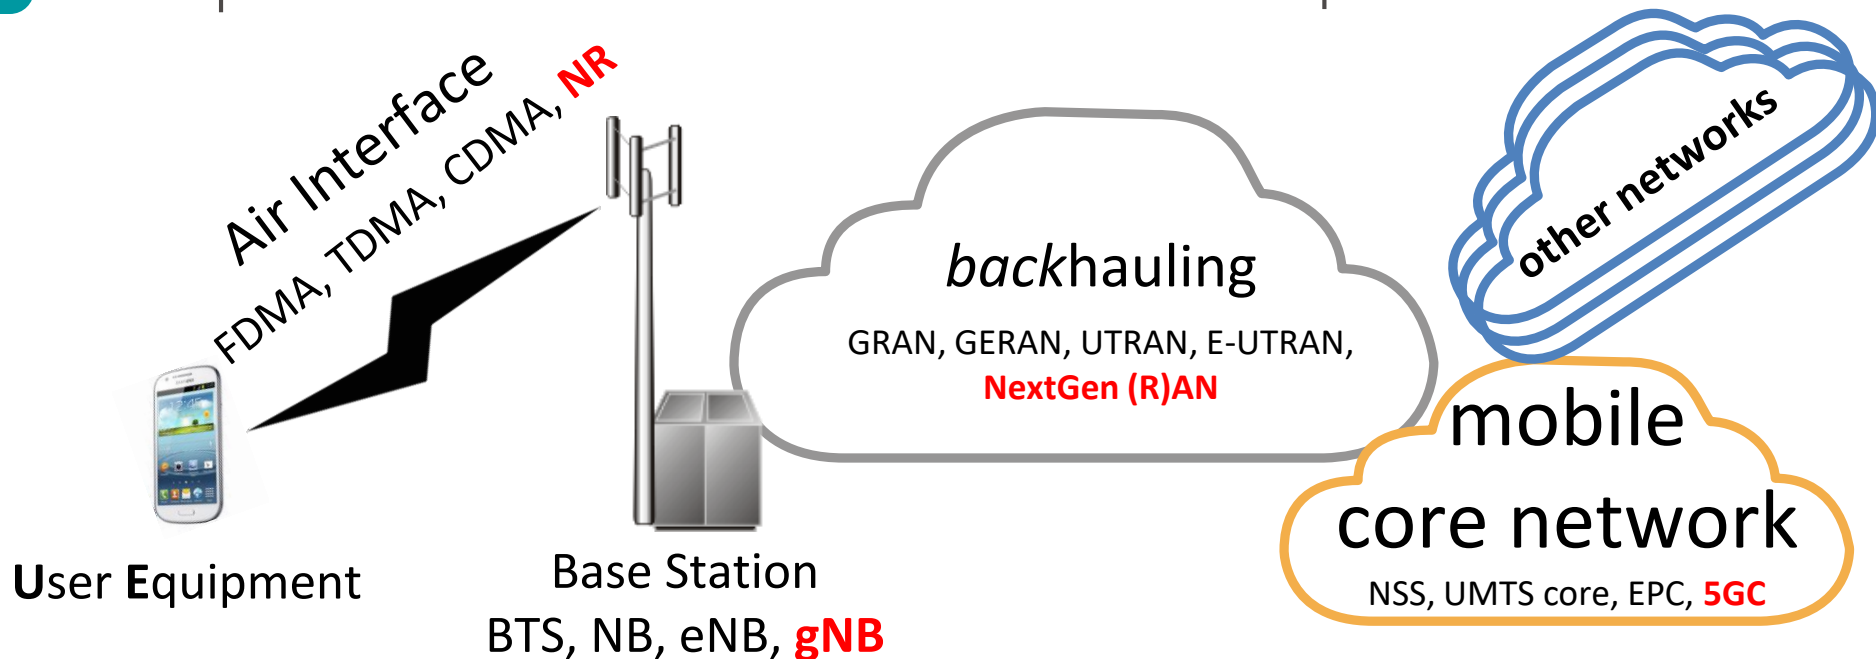 Air Interface
FDMA, TDMA, CDMA, NR
other networks
backhauling
GRAN, GERAN, UTRAN, E-UTRAN,
NextGen (R)AN
mobile
core network
NSS, UMTS core, EPC, 5GC
User Equipment
Base Station
BTS, NB, eNB, gNB